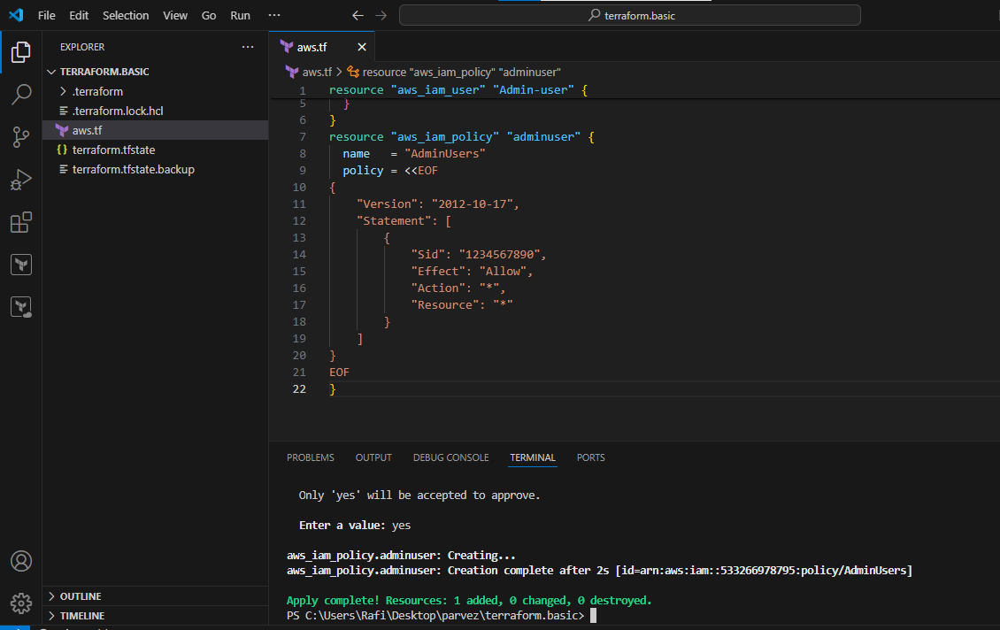 File Edit Selection View Go Run ···
terraform.basic
EXPLORER ···
TERRAFORM.BASIC
.terraform
.terraform.lock.hcl
aws.tf
terraform.tfstate
terraform.tfstate.backup
OUTLINE
TIMELINE
aws.tf
aws.tf > resource "aws_iam_policy" "adminuser"
1 resource "aws_iam_user" "Admin-user" {
5 }
6 }
7 resource "aws_iam_policy" "adminuser" {
8 name = "AdminUsers"
9 policy = <<EOF
10 {
11 "Version": "2012-10-17",
12 "Statement": [
13 {
14 "Sid": "1234567890",
15 "Effect": "Allow",
16 "Action": "*",
17 "Resource": "*"
18 }
19 ]
20 }
21 EOF
22 }
PROBLEMS OUTPUT DEBUG CONSOLE TERMINAL PORTS
Only 'yes' will be accepted to approve.
Enter a value: yes
aws_iam_policy.adminuser: Creating...
aws_iam_policy.adminuser: Creation complete after 2s [id=arn:aws:iam::533266978795:policy/AdminUsers]
Apply complete! Resources: 1 added, 0 changed, 0 destroyed.
PS C:\Users\Rafi\Desktop\parvez\terraform.basic>